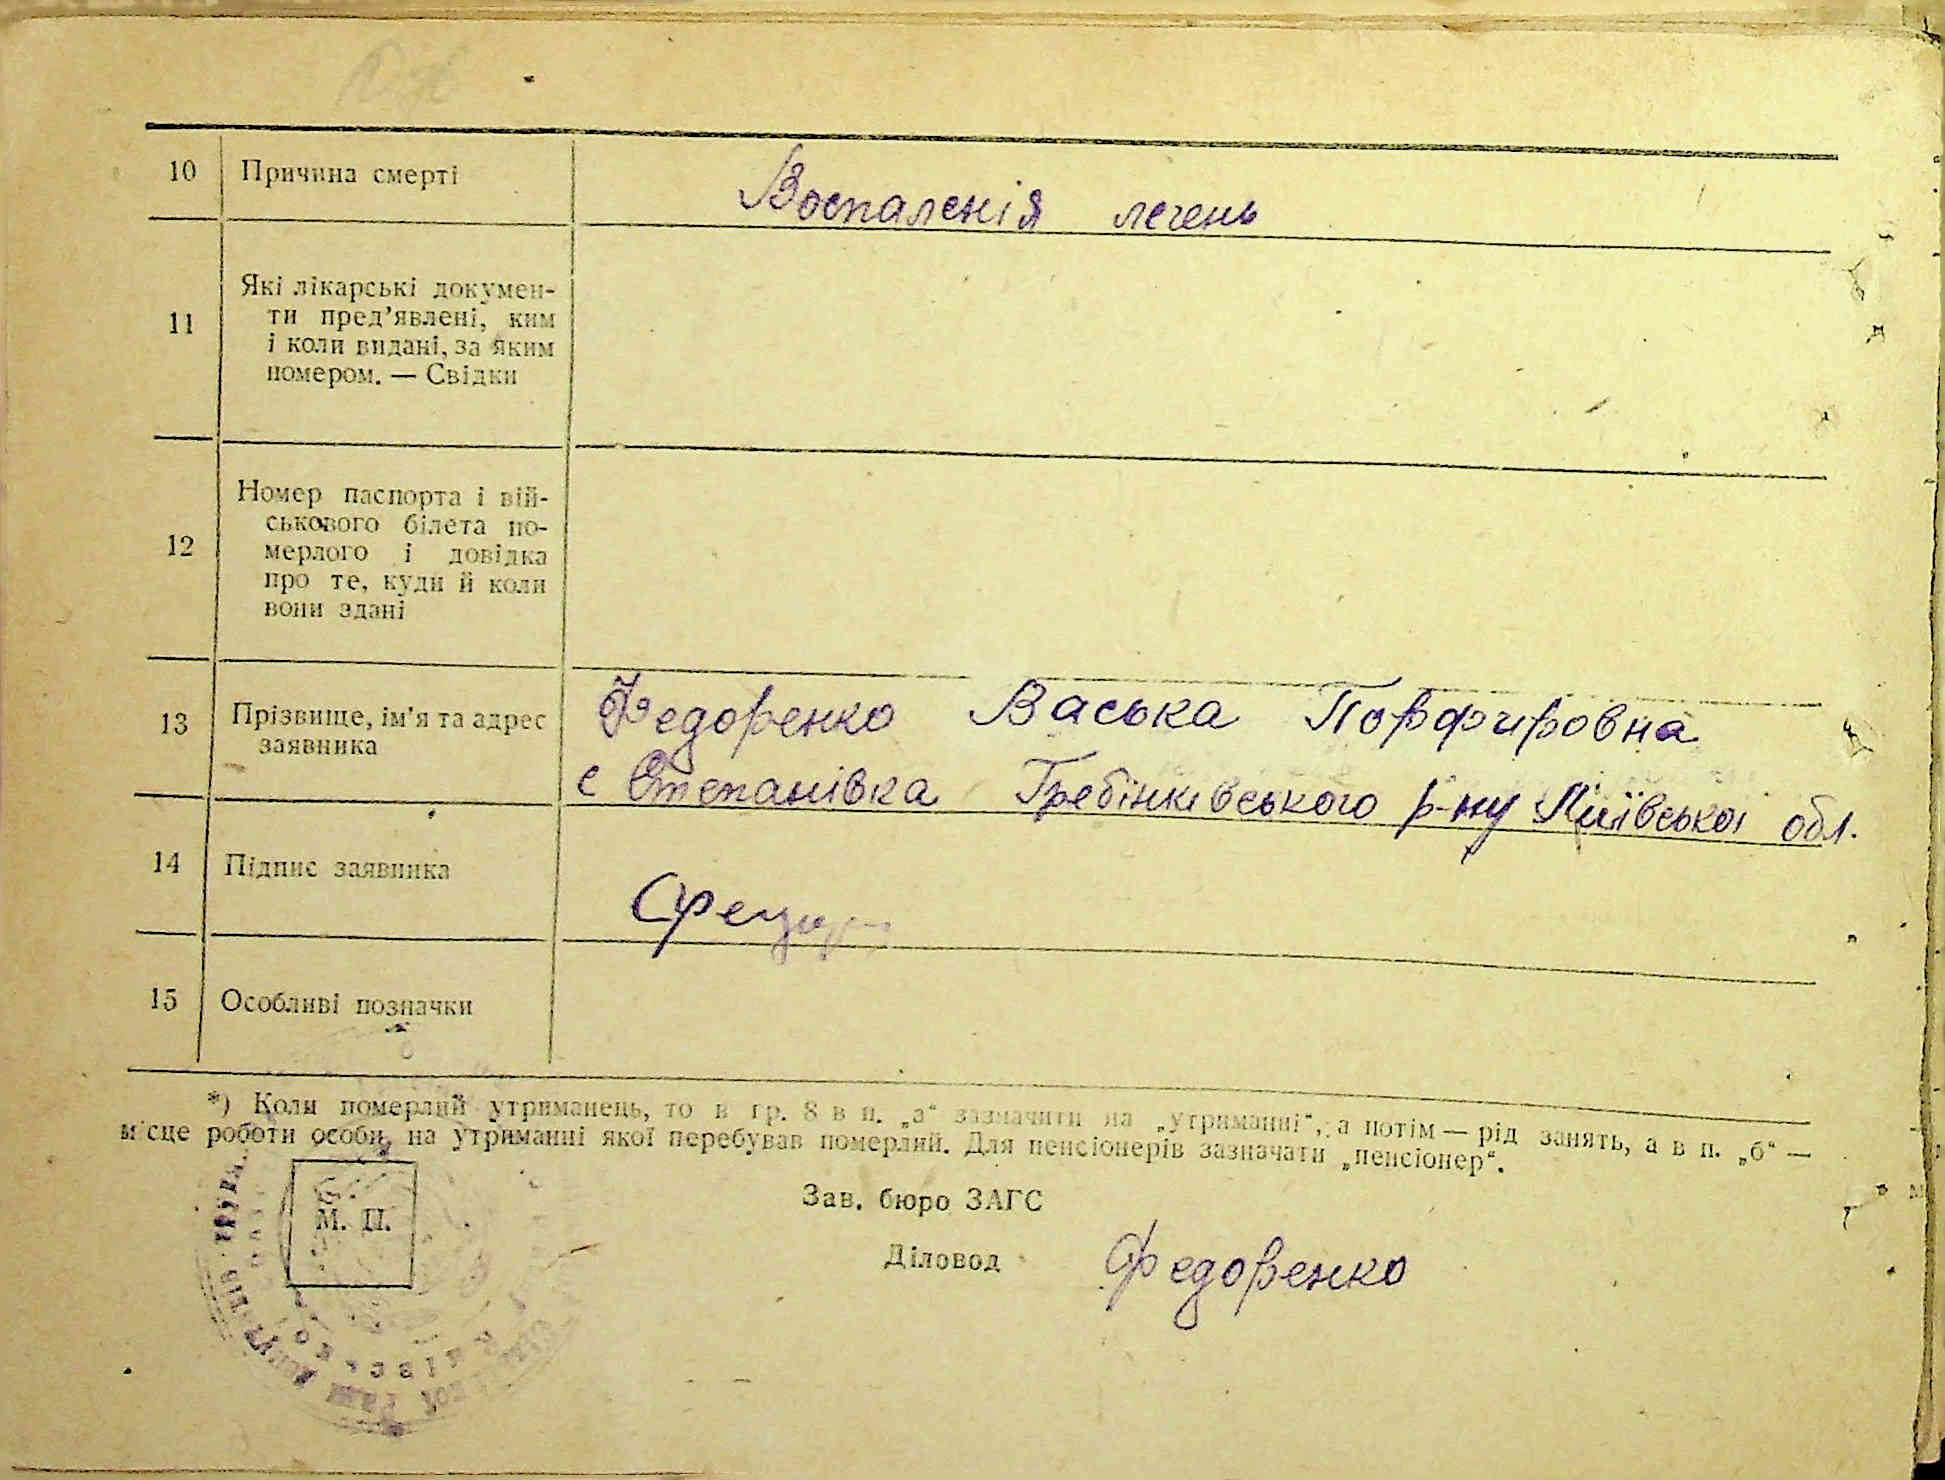 10 Причина смерті Воспаленія легень
11 Які лікарські докумен-
ти пред’явлені, ким
і коли видані, за яким
номером. — Свідки
12 Номер паспорта і вій-
ськового білета по-
мерлого і довідка
про те, куди й коли
вони здані
13 Прізвище, ім’я та адрес
заявника
Федоренко Васька Порфировна
с Степанівка Гребінківського р-ну Київської обл.
14 Підпис заявника
15 Особливі позначки
*) Коли померлий утриманець, то в гр. 8 в п. „а“ зазначити на „утриманні“, а потім — рід занять, а в п. „б“ —
місце роботи особи, на утриманні якої перебував померлий. Для пенсіонерів зазначати „пенсіонер“.
М. П.
Зав. бюро ЗАГС
Діловод Федоренко